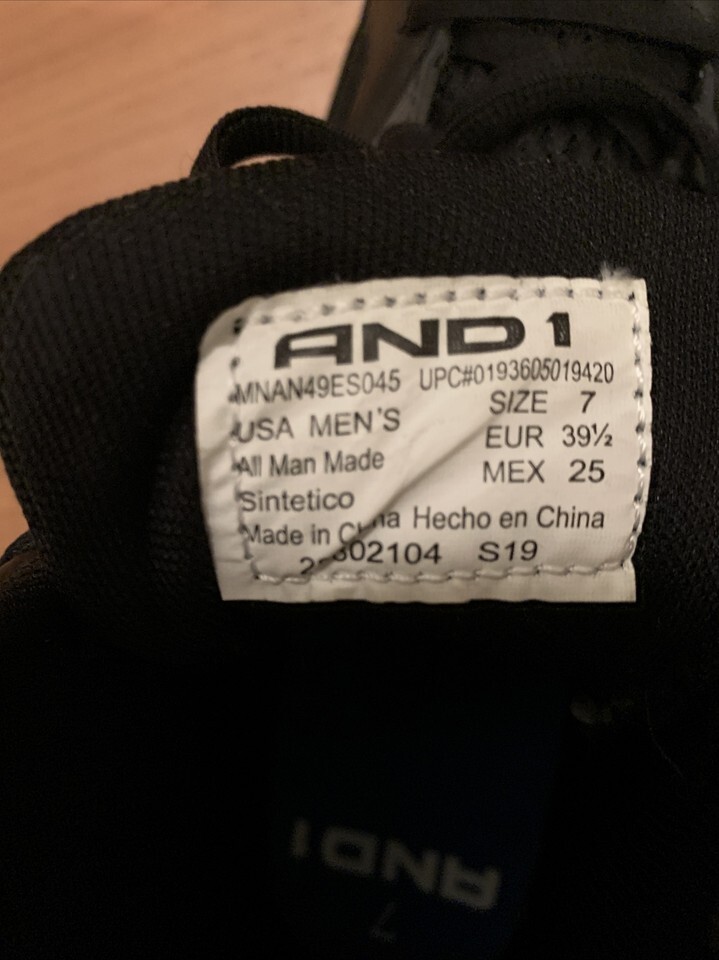 AND1
MNAN49ES045 UPC#0193605019420
USA MEN'S SIZE 7
EUR 39½
All Man Made MEX 25
Sintetico
Made in Hecho en China
S19
AND1
7